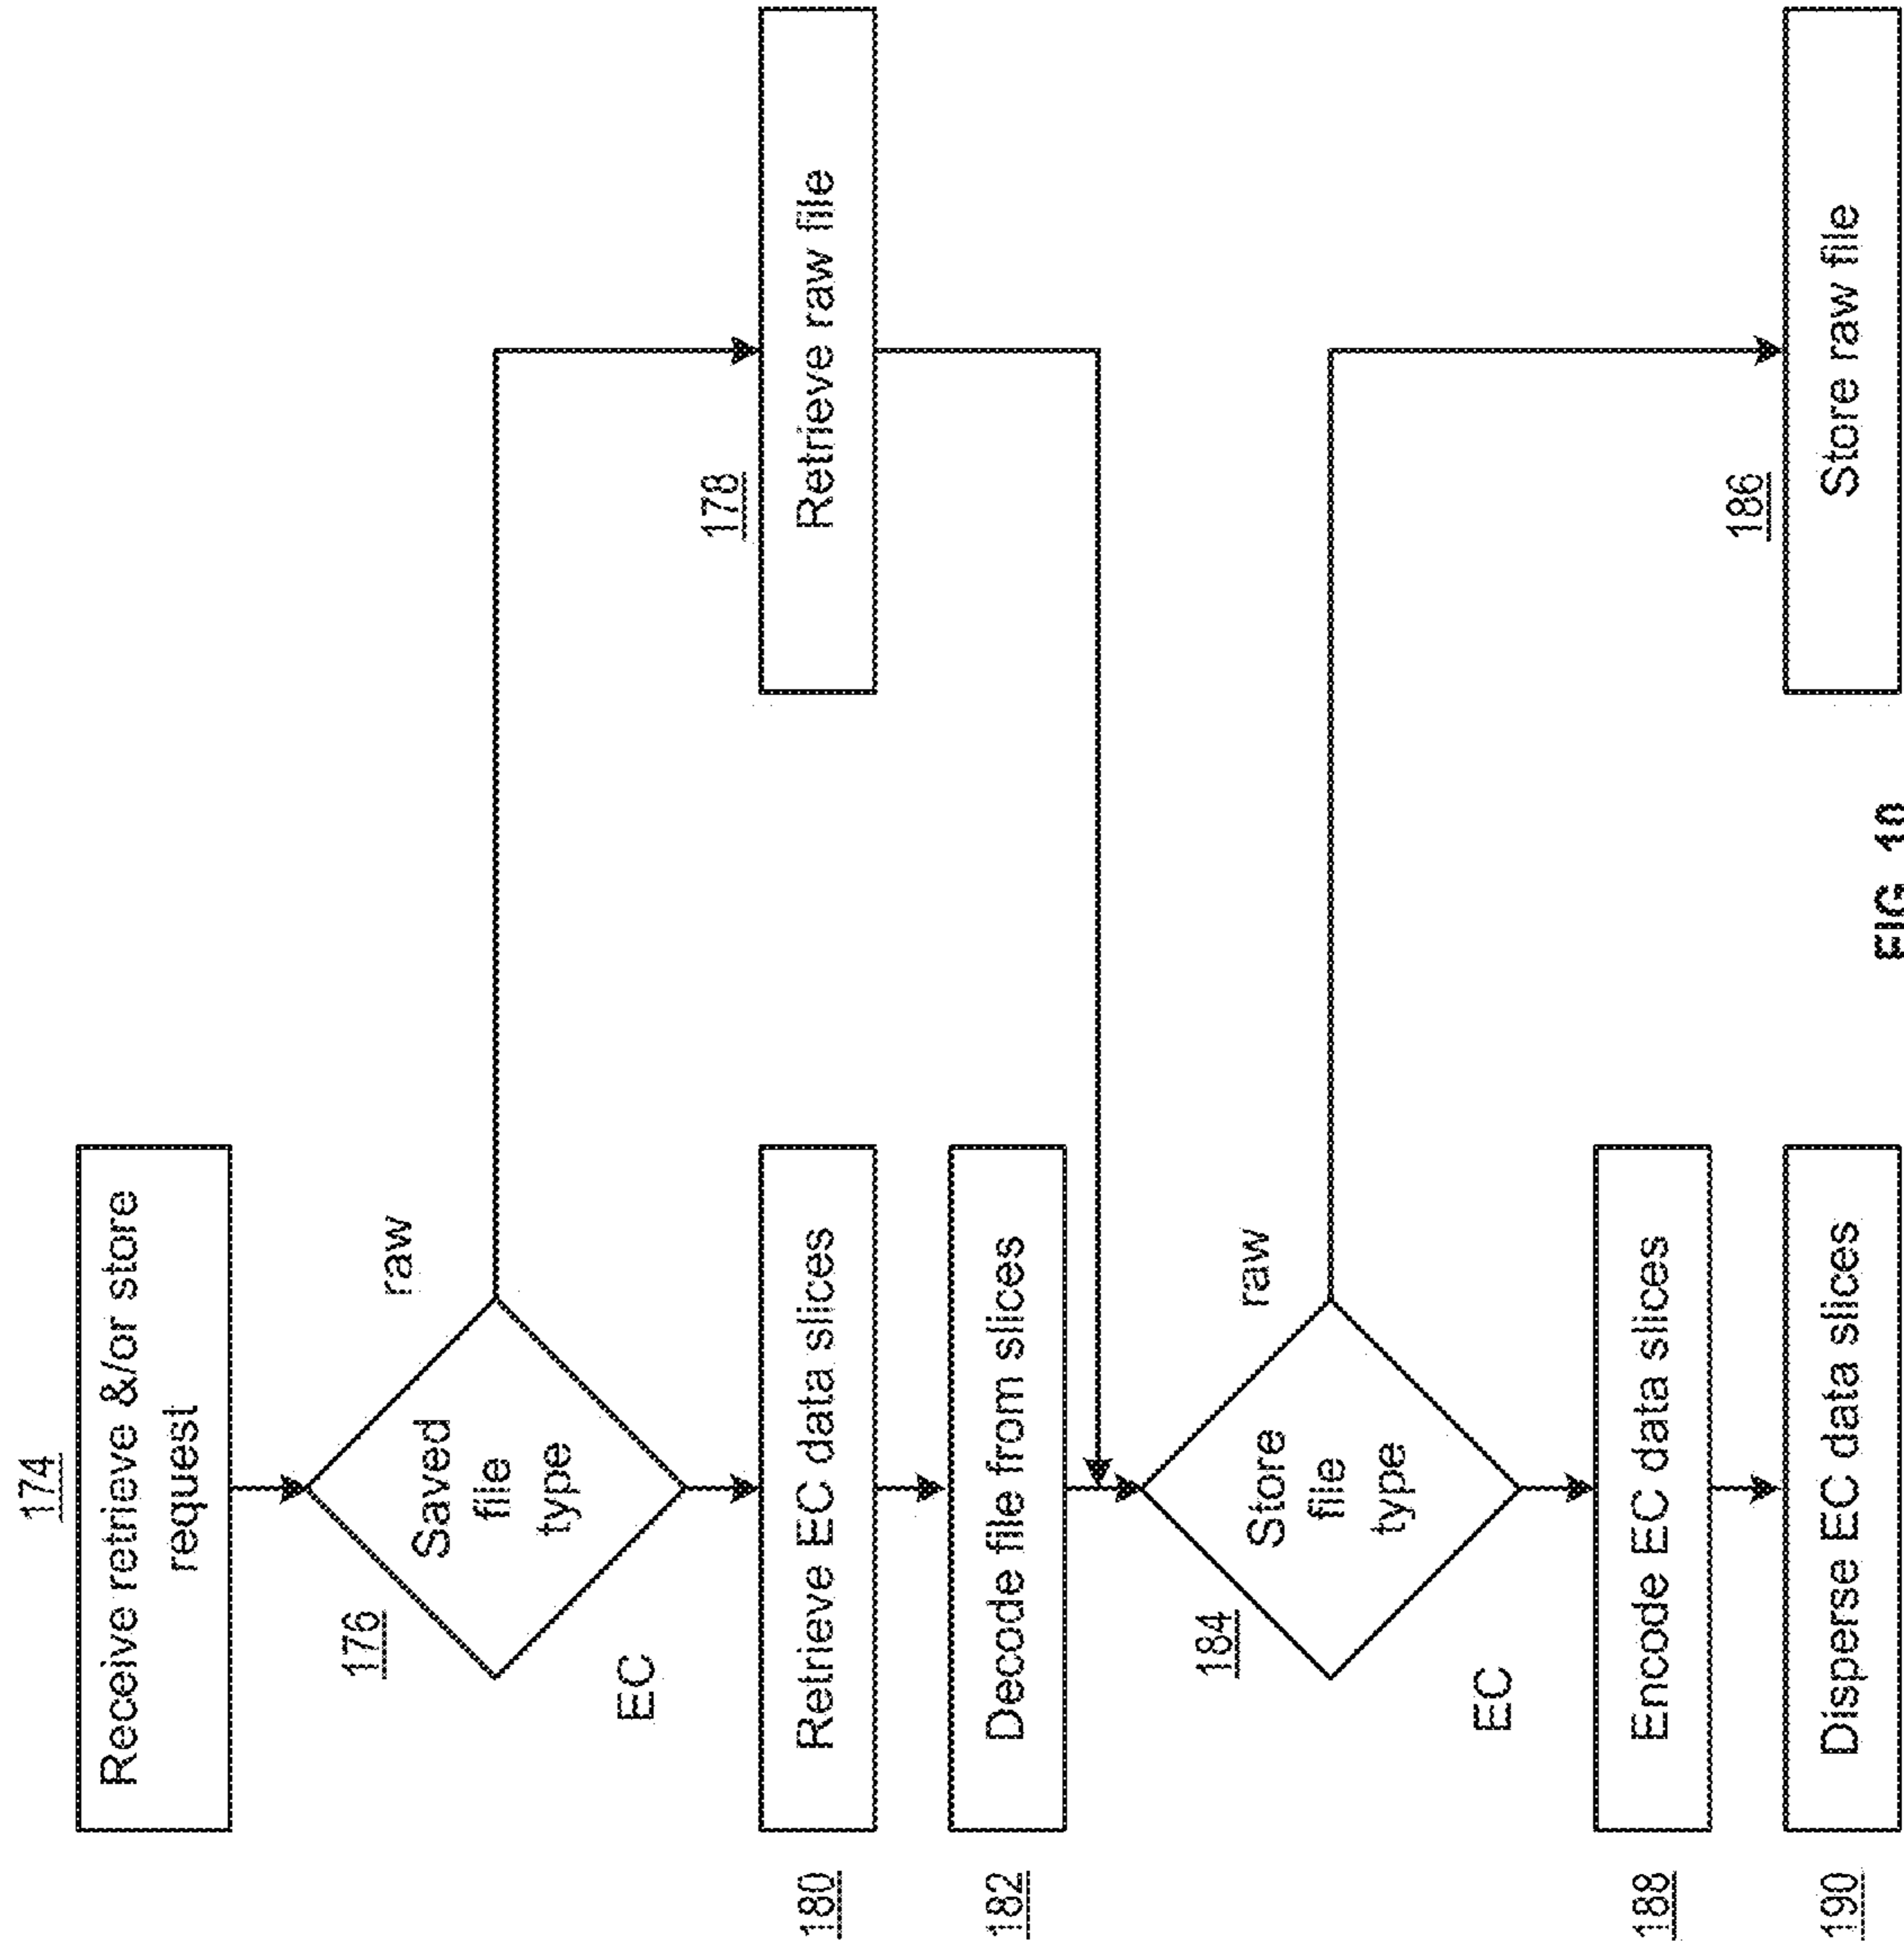 174
Receive retrieve &/or store
request
176
Saved
file
type
raw
EC
178
Retrieve raw file
180
Retrieve EC data slices
182
Decode file from slices
184
Store
file
type
raw
EC
186
Store raw file
188
Encode EC data slices
190
Disperse EC data slices
FIG. 10